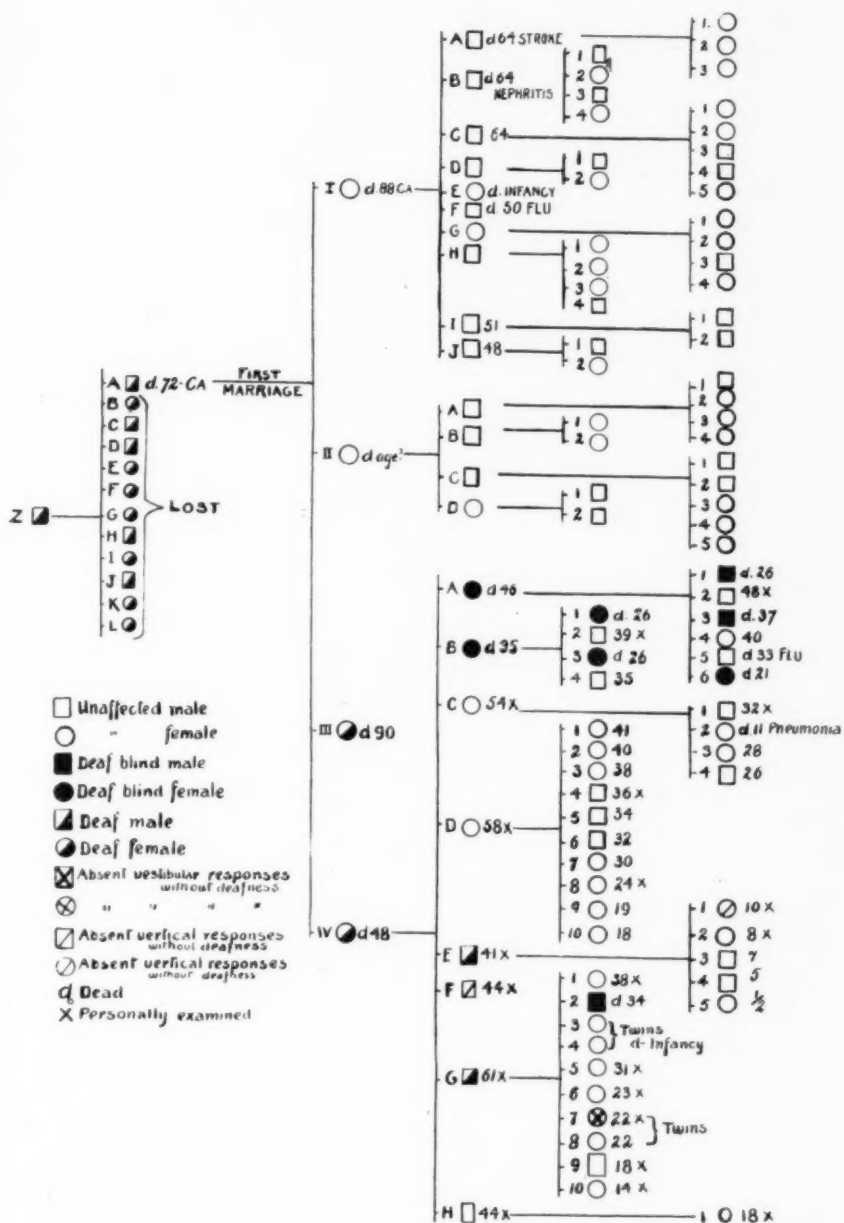 Z
A d. 72-CA
B
C
D
E
F
G
H
I
J
K
L
LOST
FIRST
MARRIAGE
I d. 88 CA
II d age?
III d 90
IV d 48
A d 64 STROKE
B d 64
NEPHRITIS
C 64
D
E d. INFANCY
F d. 50 FLU
G
H
I 51
J 48
1
2
3
4
1
2
1
2
3
4
1
2
1.
2
3
1
2
3
4
5
1
2
3
4
1
2
A
B
C
D
1
2
1
2
1
2
3
4
1
2
3
4
5
A d 46
B d 35
C 54x
D 58x
E 41x
F 44x
G 61x
H 44x
1 d. 26
2 39 x
3 d 26
4 35
1 41
2 40
3 38
4 36 x
5 34
6 32
7 30
8 24 x
9 19
10 18
1 38x
2 d 34
3
4
Twins
d-Infancy
5 31 x
6 23 x
7 22 x
8 22
Twins
9 18 x
10 14 x
1 d. 26
2 48 x
3 d. 37
4 40
5 d 33 FLU
6 d 21
1 32 x
2 d. 11 Pneumonia
3 28
4 26
1 10 x
2 8 x
3 7
4 5
5 1/2
1 18 x
Unaffected male
" female
Deaf blind male
Deaf blind female
Deaf male
Deaf female
Absent vestibular responses
without deafness
" " " "
Absent vertical responses
without deafness
Absent vertical responses
without deafness
d Dead
X Personally examined